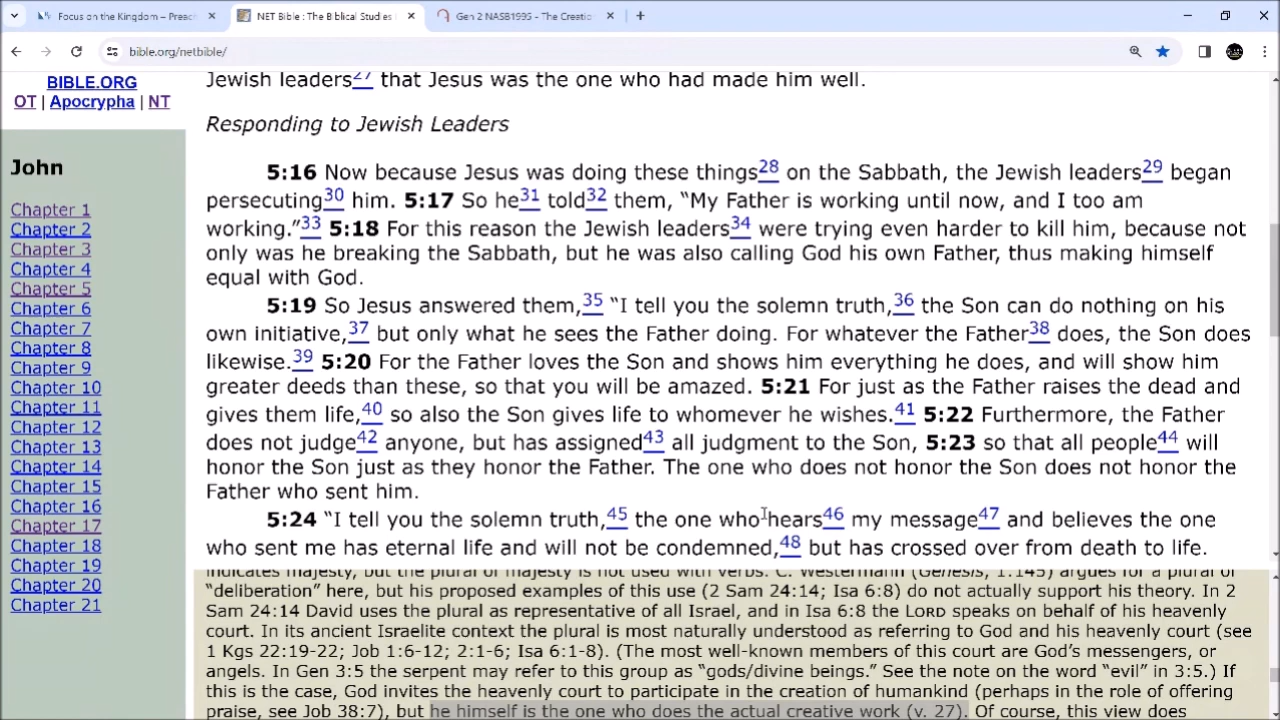 Focus on the Kingdom – Preach
NET Bible: The Biblical Studies
Gen 2 NASB1995 - The Creatio
bible.org/netbible/
BIBLE.ORG
OT | Apocrypha | NT
John
Chapter 1
Chapter 2
Chapter 3
Chapter 4
Chapter 5
Chapter 6
Chapter 7
Chapter 8
Chapter 9
Chapter 10
Chapter 11
Chapter 12
Chapter 13
Chapter 14
Chapter 15
Chapter 16
Chapter 17
Chapter 18
Chapter 19
Chapter 20
Chapter 21
Jewish leaders27 that Jesus was the one who had made him well.
Responding to Jewish Leaders
5:16 Now because Jesus was doing these things28 on the Sabbath, the Jewish leaders29 began
persecuting30 him. 5:17 So he31 told32 them, “My Father is working until now, and I too am
working.”33 5:18 For this reason the Jewish leaders34 were trying even harder to kill him, because not
only was he breaking the Sabbath, but he was also calling God his own Father, thus making himself
equal with God.
5:19 So Jesus answered them,35 “I tell you the solemn truth,36 the Son can do nothing on his
own initiative,37 but only what he sees the Father doing. For whatever the Father38 does, the Son does
likewise.39 5:20 For the Father loves the Son and shows him everything he does, and will show him
greater deeds than these, so that you will be amazed. 5:21 For just as the Father raises the dead and
gives them life,40 so also the Son gives life to whomever he wishes.41 5:22 Furthermore, the Father
does not judge42 anyone, but has assigned43 all judgment to the Son, 5:23 so that all people44 will
honor the Son just as they honor the Father. The one who does not honor the Son does not honor the
Father who sent him.
5:24 “I tell you the solemn truth,45 the one who hears46 my message47 and believes the one
who sent me has eternal life and will not be condemned,48 but has crossed over from death to life.
indicates majesty, but the plural of majesty is not used with verbs. C. Westermann (Genesis, 1:145) argues for a plural of
“deliberation” here, but his proposed examples of this use (2 Sam 24:14; Isa 6:8) do not actually support his theory. In 2
Sam 24:14 David uses the plural as representative of all Israel, and in Isa 6:8 the LORD speaks on behalf of his heavenly
court. In its ancient Israelite context the plural is most naturally understood as referring to God and his heavenly court (see
1 Kgs 22:19-22; Job 1:6-12; 2:1-6; Isa 6:1-8). (The most well-known members of this court are God’s messengers, or
angels. In Gen 3:5 the serpent may refer to this group as “gods/divine beings.” See the note on the word “evil” in 3:5.) If
this is the case, God invites the heavenly court to participate in the creation of humankind (perhaps in the role of offering
praise, see Job 38:7), but he himself is the one who does the actual creative work (v. 27). Of course, this view does